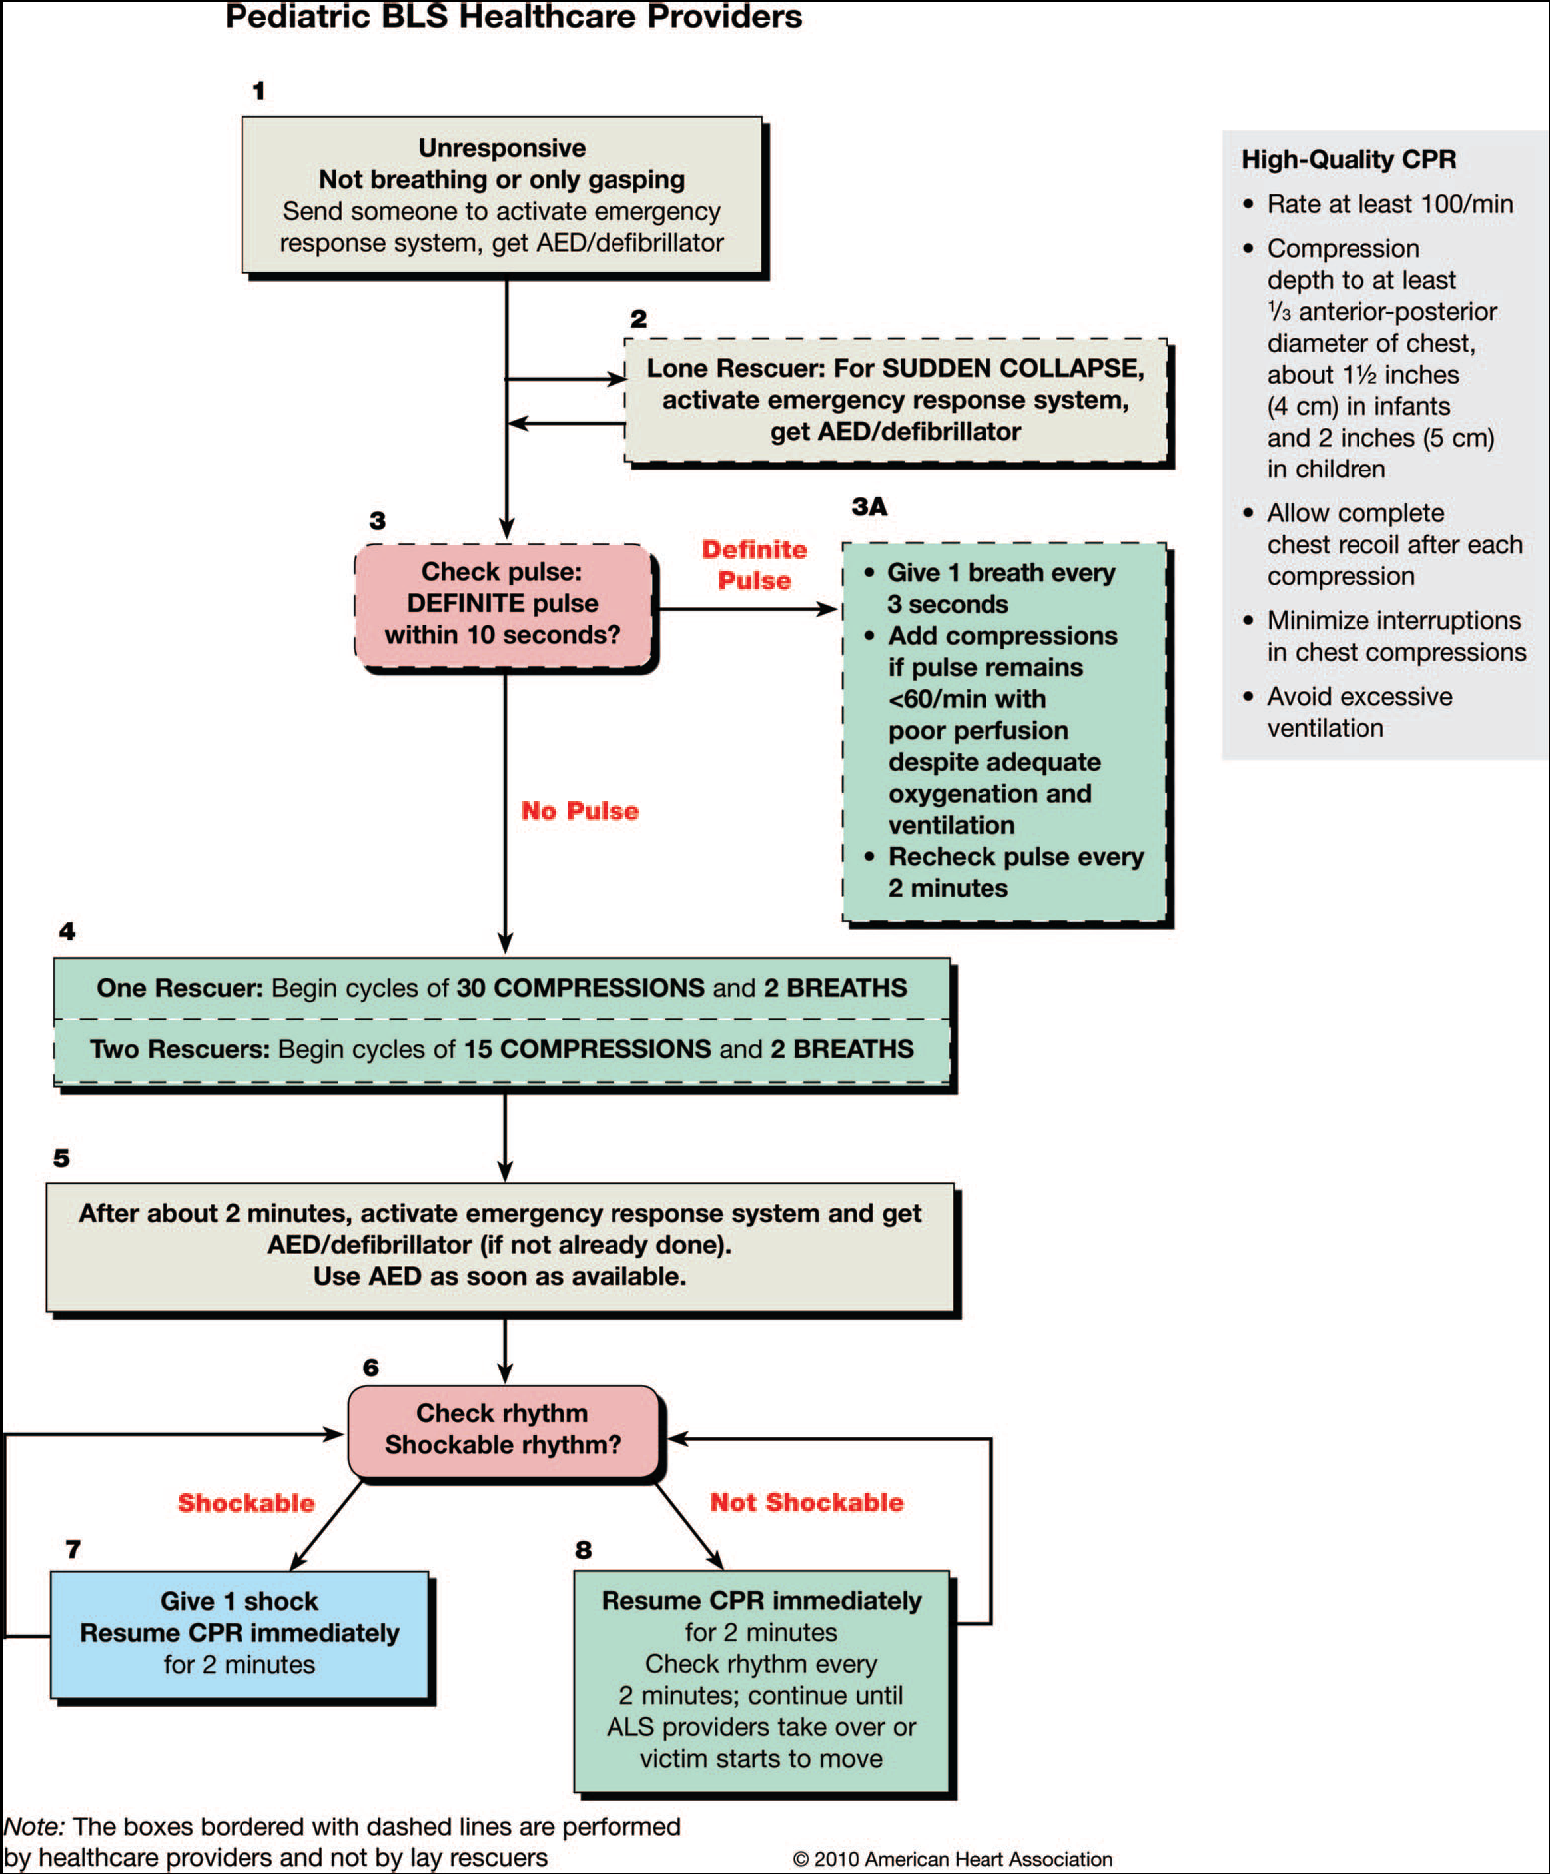 Pediatric BLS Healthcare Providers
1
Unresponsive
Not breathing or only gasping
Send someone to activate emergency
response system, get AED/defibrillator
2
Lone Rescuer: For SUDDEN COLLAPSE,
activate emergency response system,
get AED/defibrillator
3
Check pulse:
DEFINITE pulse
within 10 seconds?
Definite
Pulse
3A
• Give 1 breath every
3 seconds
• Add compressions
if pulse remains
<60/min with
poor perfusion
despite adequate
oxygenation and
ventilation
• Recheck pulse every
2 minutes
No Pulse
4
One Rescuer: Begin cycles of 30 COMPRESSIONS and 2 BREATHS
Two Rescuers: Begin cycles of 15 COMPRESSIONS and 2 BREATHS
5
After about 2 minutes, activate emergency response system and get
AED/defibrillator (if not already done).
Use AED as soon as available.
6
Check rhythm
Shockable rhythm?
Shockable
Not Shockable
7
Give 1 shock
Resume CPR immediately
for 2 minutes
8
Resume CPR immediately
for 2 minutes
Check rhythm every
2 minutes; continue until
ALS providers take over or
victim starts to move
High-Quality CPR
• Rate at least 100/min
• Compression
depth to at least
⅓ anterior-posterior
diameter of chest,
about 1½ inches
(4 cm) in infants
and 2 inches (5 cm)
in children
• Allow complete
chest recoil after each
compression
• Minimize interruptions
in chest compressions
• Avoid excessive
ventilation
Note: The boxes bordered with dashed lines are performed
by healthcare providers and not by lay rescuers
© 2010 American Heart Association